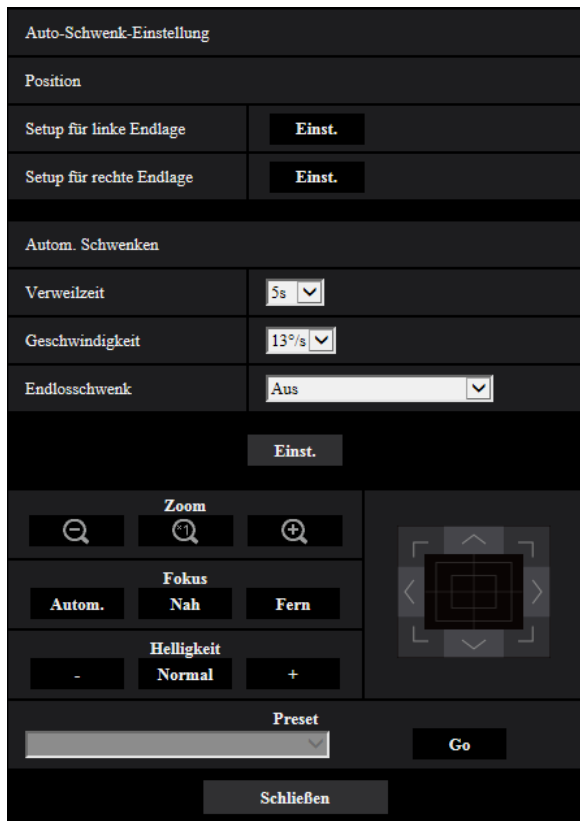 Auto-Schwenk-Einstellung
Position
Setup für linke Endlage Einst.
Setup für rechte Endlage Einst.
Autom. Schwenken
Verweilzeit 5s
Geschwindigkeit 13°/s
Endlosschwenk Aus
Einst.
Zoom
×1
Fokus
Autom. Nah Fern
Helligkeit
- Normal +
Preset
Go
Schließen